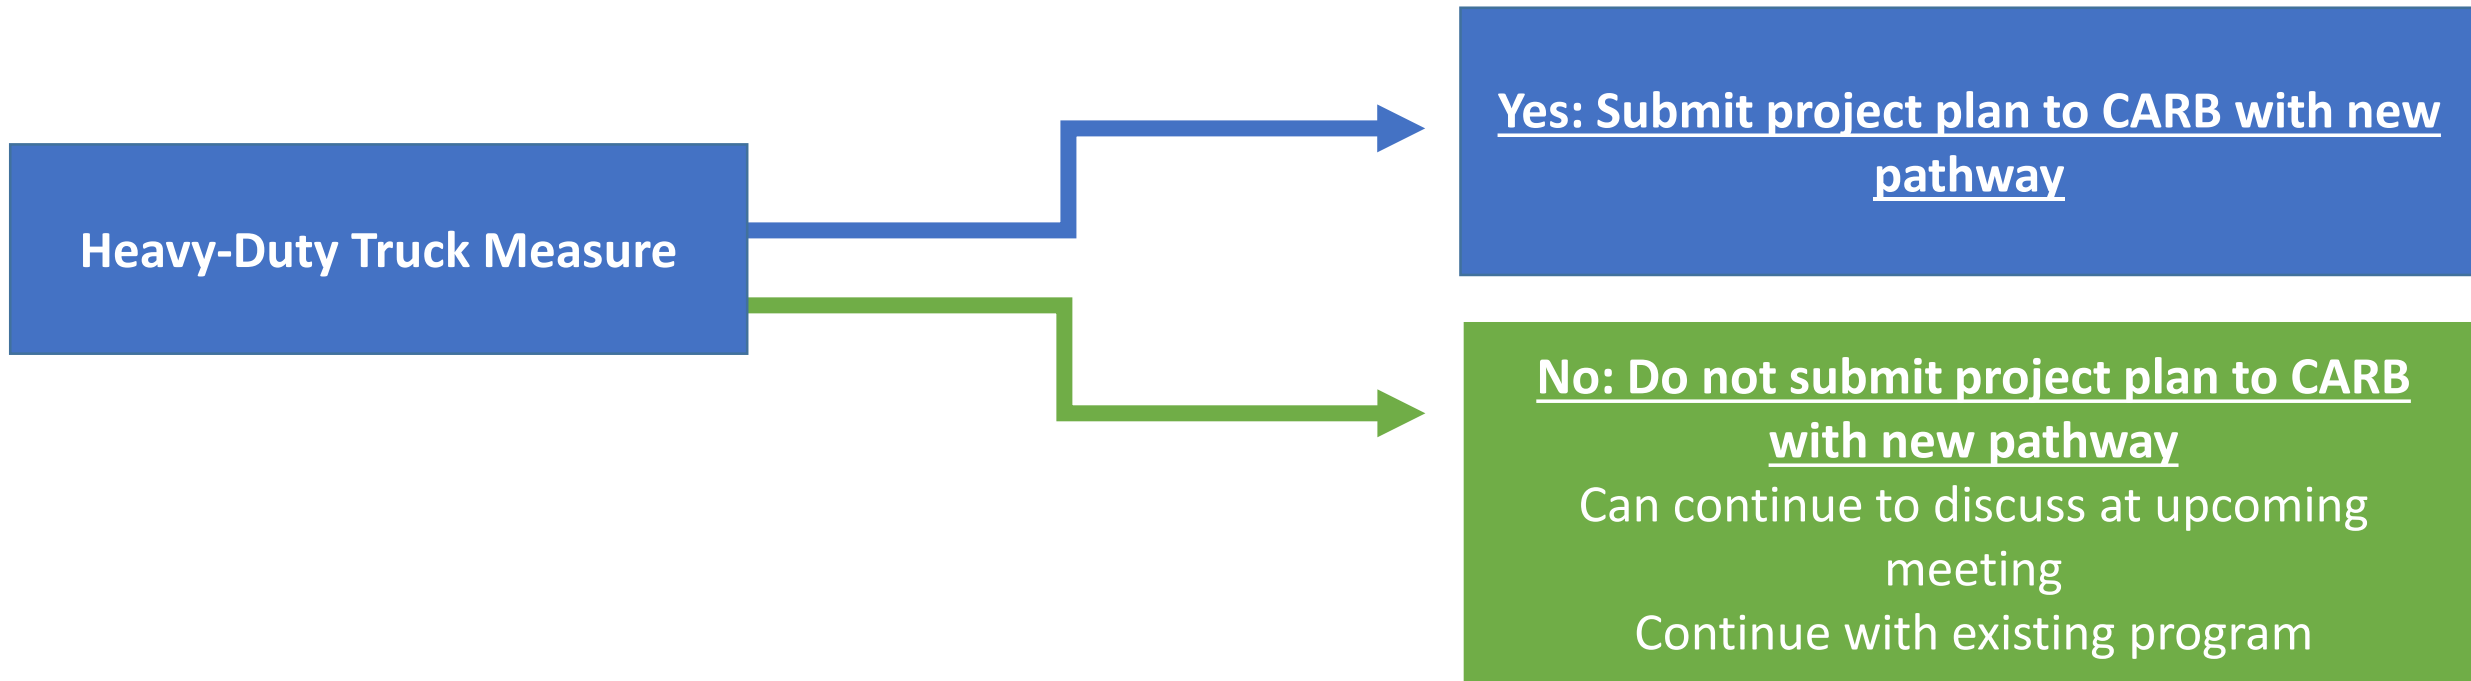 Heavy-Duty Truck Measure
Yes: Submit project plan to CARB with new
pathway
No: Do not submit project plan to CARB
with new pathway
Can continue to discuss at upcoming
meeting
Continue with existing program